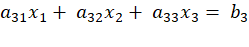 a₃₁x₁ + a₃₂x₂ + a₃₃x₃ = b₃